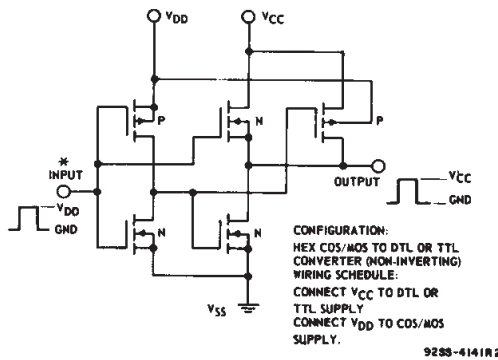 VDD
VCC
P
N
P
*
INPUT
VDD
GND
OUTPUT
VCC
GND
N
N
VSS
CONFIGURATION:
HEX COS/MOS TO DTL OR TTL
CONVERTER (NON-INVERTING)
WIRING SCHEDULE:
CONNECT VCC TO DTL OR
TTL SUPPLY
CONNECT VDD TO COS/MOS
SUPPLY.
92SS-4141R2